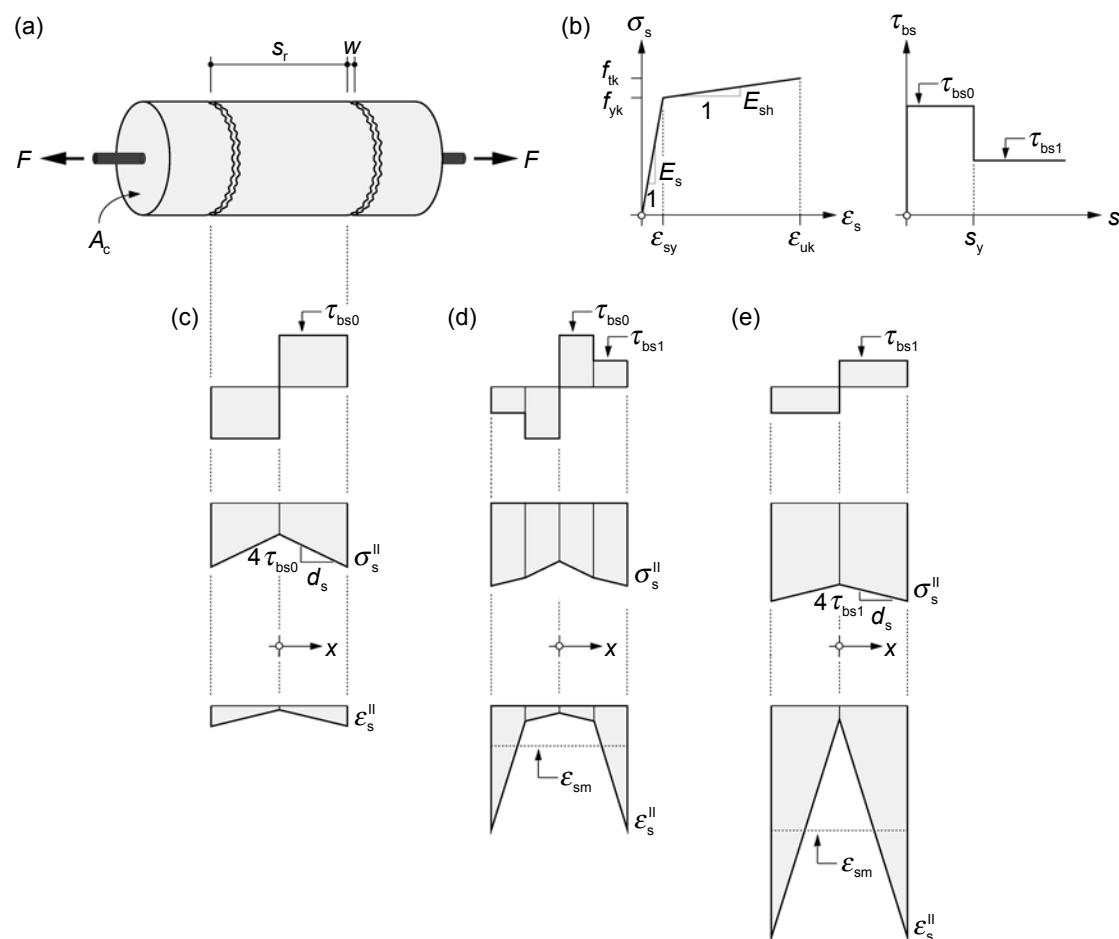 (a)
s_r
w
F
F
A_c
(b)
σ_s
f_tk
f_yk
1
E_sh
E_s
1
ε_sy
ε_uk
ε_s
τ_bs
τ_bs0
τ_bs1
s_y
s
(c)
τ_bs0
4 τ_bs0
d_s
σ_s^II
x
ε_s^II
(d)
τ_bs0
τ_bs1
σ_s^II
x
ε_sm
ε_s^II
(e)
τ_bs1
4 τ_bs1
d_s
σ_s^II
x
ε_sm
ε_s^II